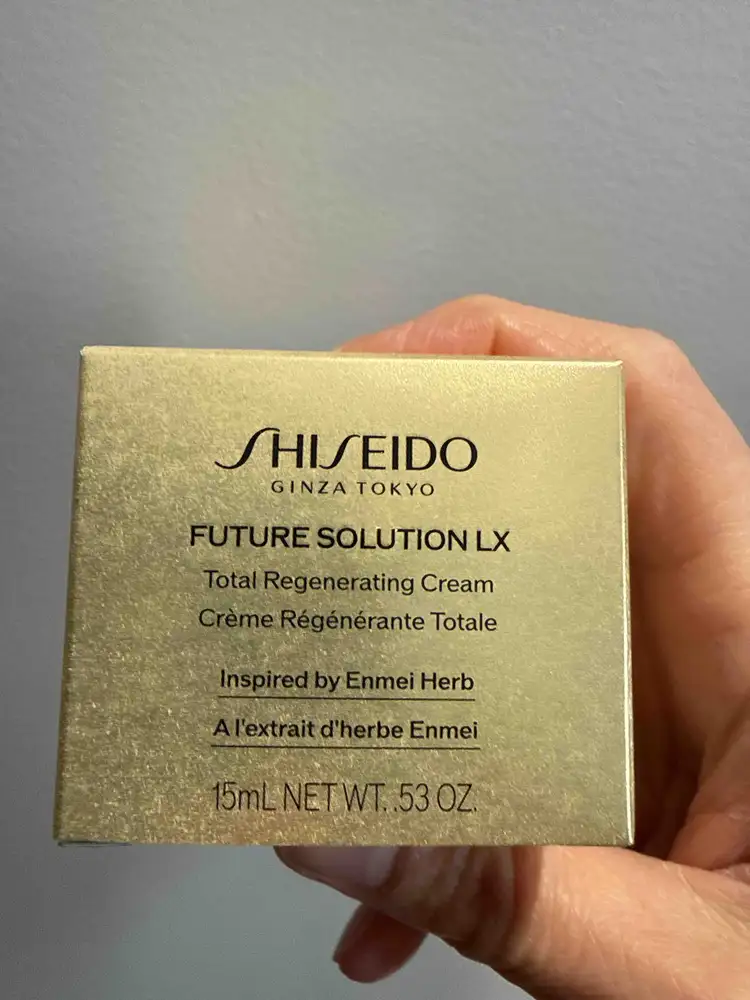 SHISEIDO
GINZA TOKYO
FUTURE SOLUTION LX
Total Regenerating Cream
Crème Régénérante Totale
Inspired by Enmei Herb
A l'extrait d'herbe Enmei
15mL NET WT. .53 OZ.